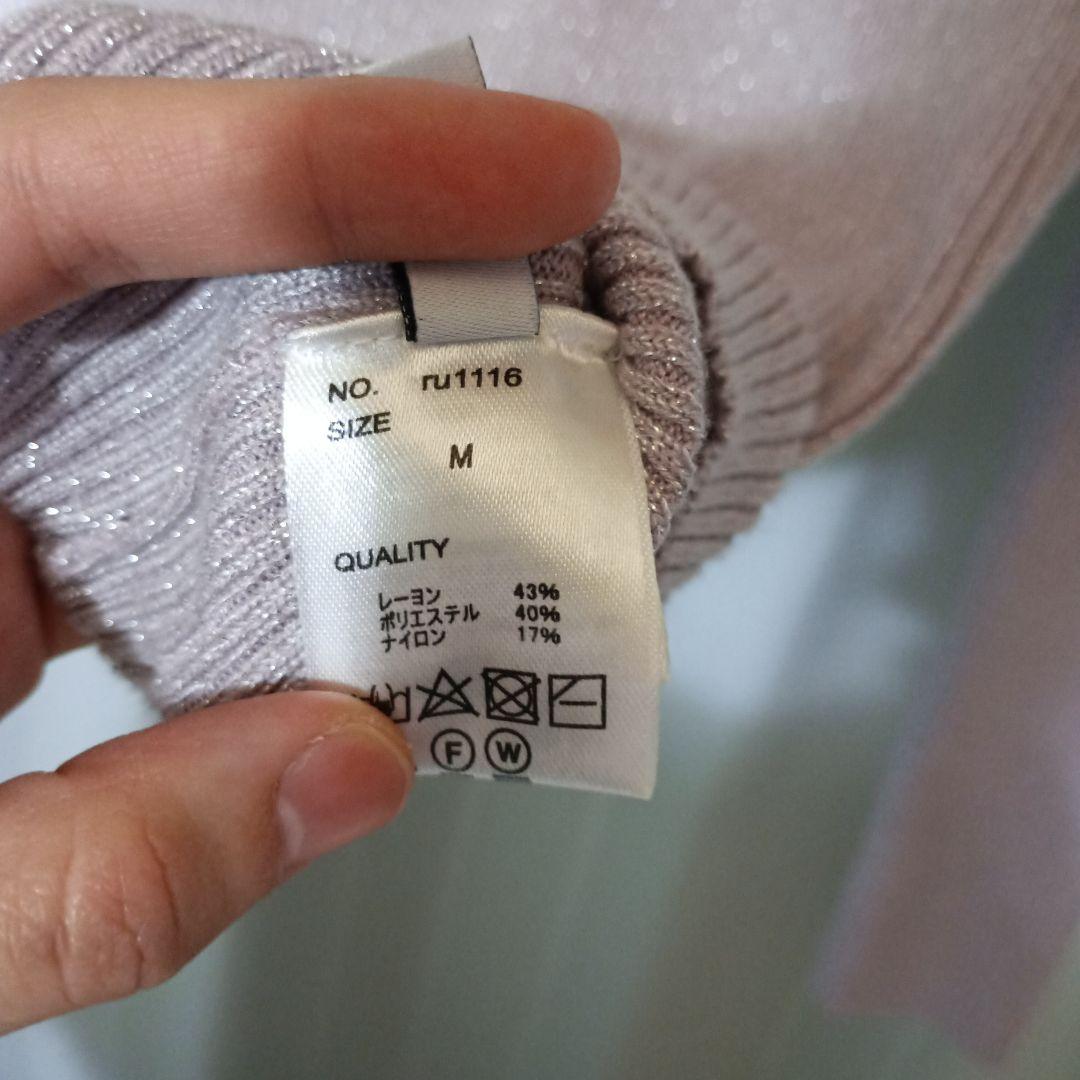 NO. ru1116
SIZE
M
QUALITY
レーヨン 43%
ポリエステル 40%
ナイロン 17%
F W